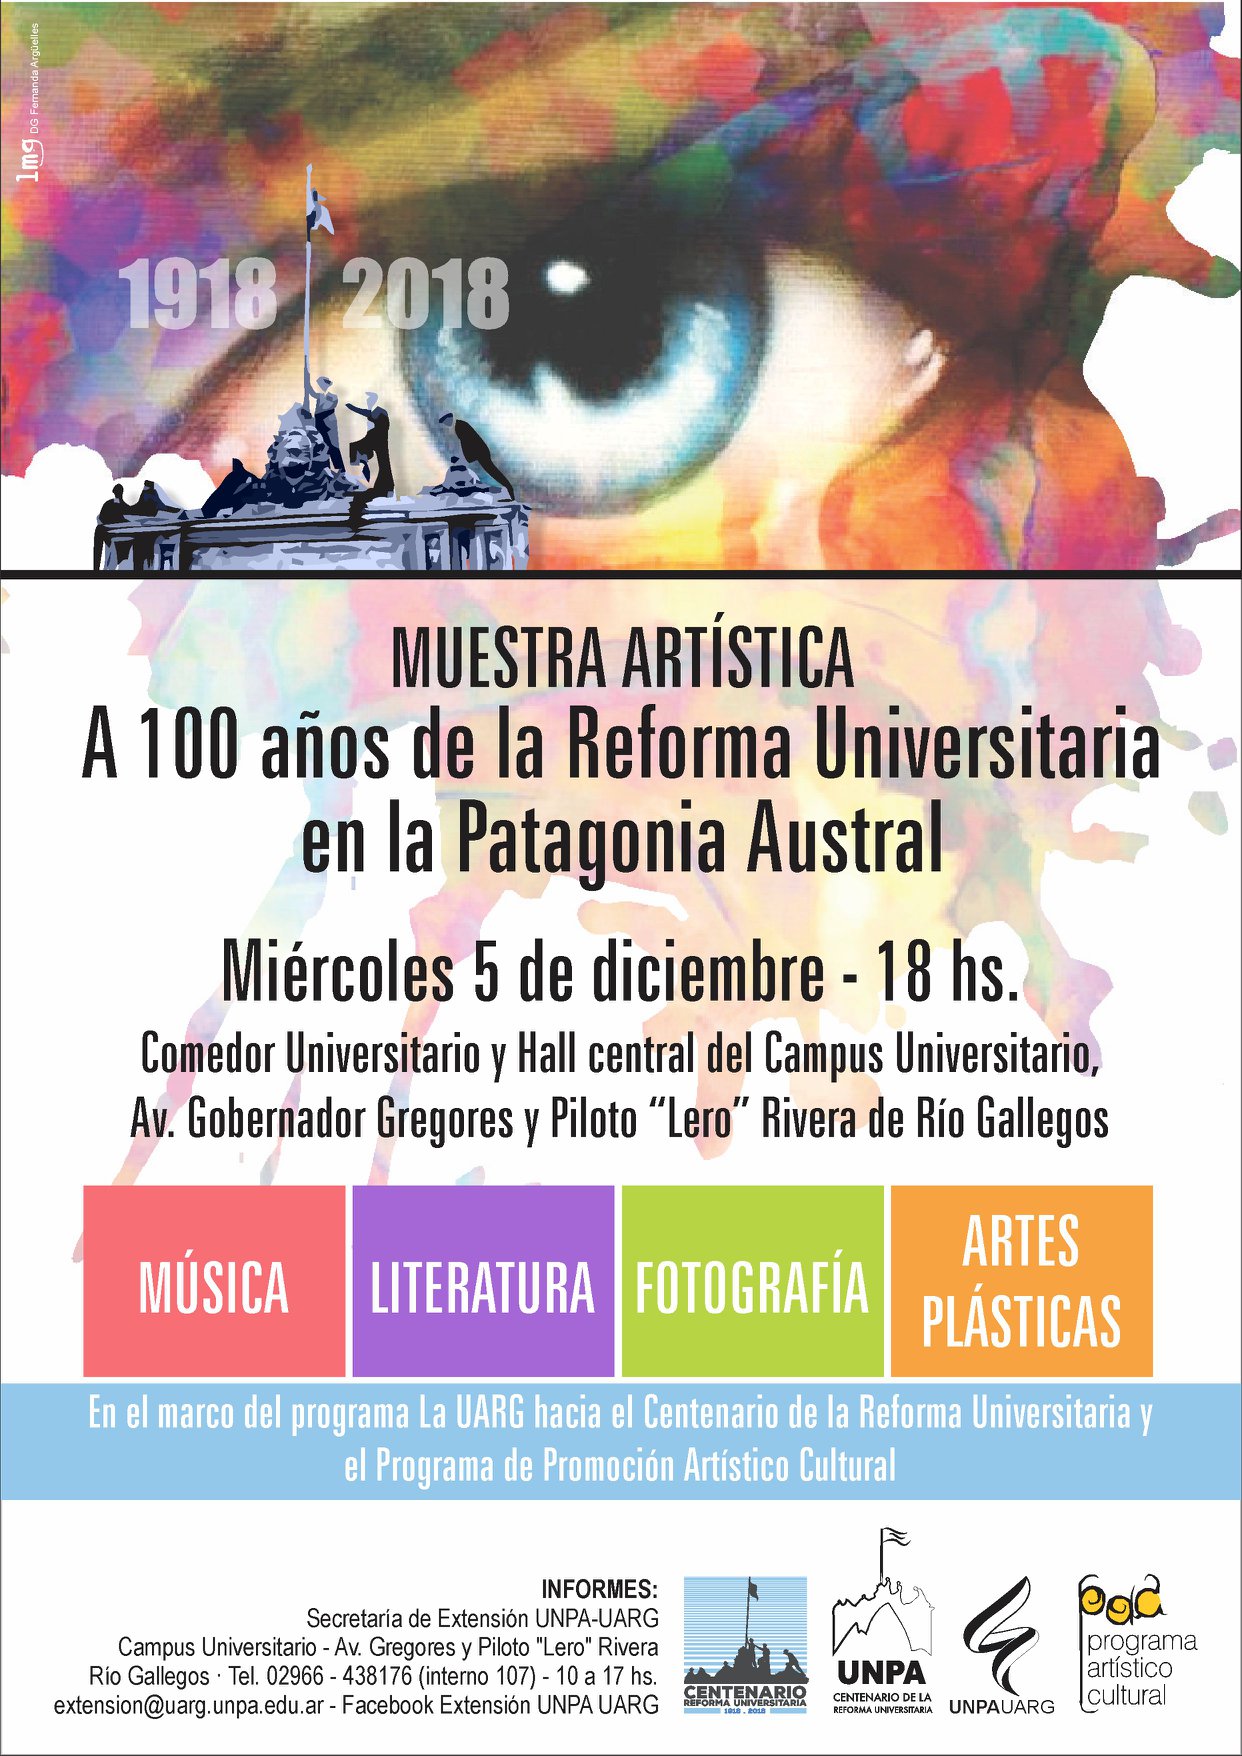 lmg DG Fernanda Argüelles
1918 2018
MUESTRA ARTÍSTICA
A 100 años de la Reforma Universitaria
en la Patagonia Austral
Miércoles 5 de diciembre - 18 hs.
Comedor Universitario y Hall central del Campus Universitario,
Av. Gobernador Gregores y Piloto “Lero” Rivera de Río Gallegos
MÚSICA
LITERATURA
FOTOGRAFÍA
ARTES
PLÁSTICAS
En el marco del programa La UARG hacia el Centenario de la Reforma Universitaria y
el Programa de Promoción Artístico Cultural
INFORMES:
Secretaría de Extensión UNPA-UARG
Campus Universitario - Av. Gregores y Piloto "Lero" Rivera
Río Gallegos · Tel. 02966 - 438176 (interno 107) - 10 a 17 hs.
extension@uarg.unpa.edu.ar - Facebook Extensión UNPA UARG
CENTENARIO
REFORMA UNIVERSITARIA
1918 . 2018
UNPA
CENTENARIO DE LA
REFORMA UNIVERSITARIA
UNPAUARG
pga
programa
artístico
cultural